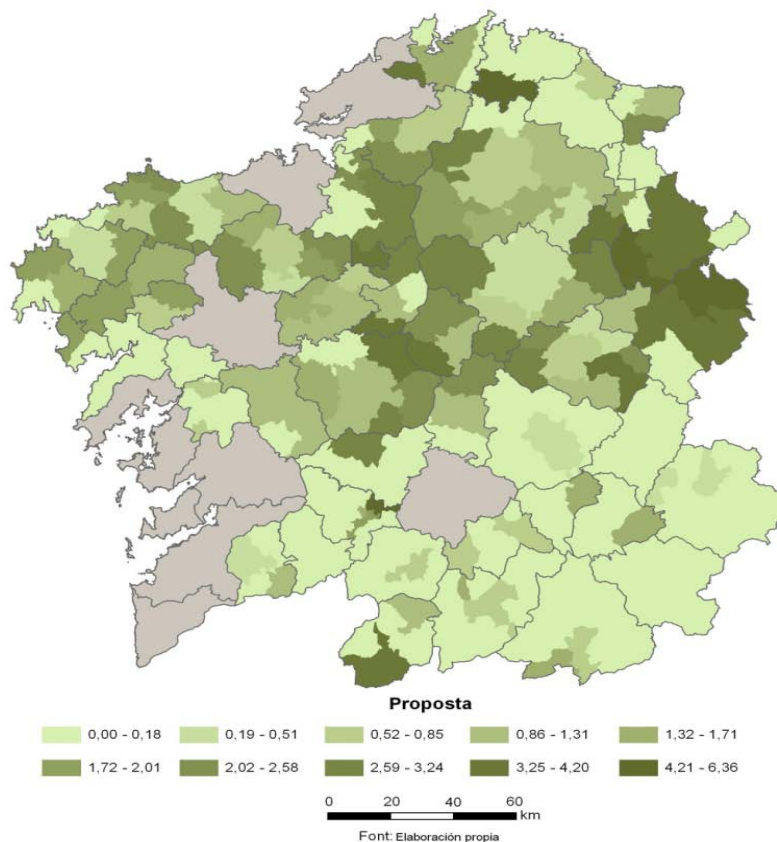 Proposta
0,00 - 0,18 0,19 - 0,51 0,52 - 0,85 0,86 - 1,31 1,32 - 1,71
1,72 - 2,01 2,02 - 2,58 2,59 - 3,24 3,25 - 4,20 4,21 - 6,36
0 20 40 60
km
Font: Elaboración propia